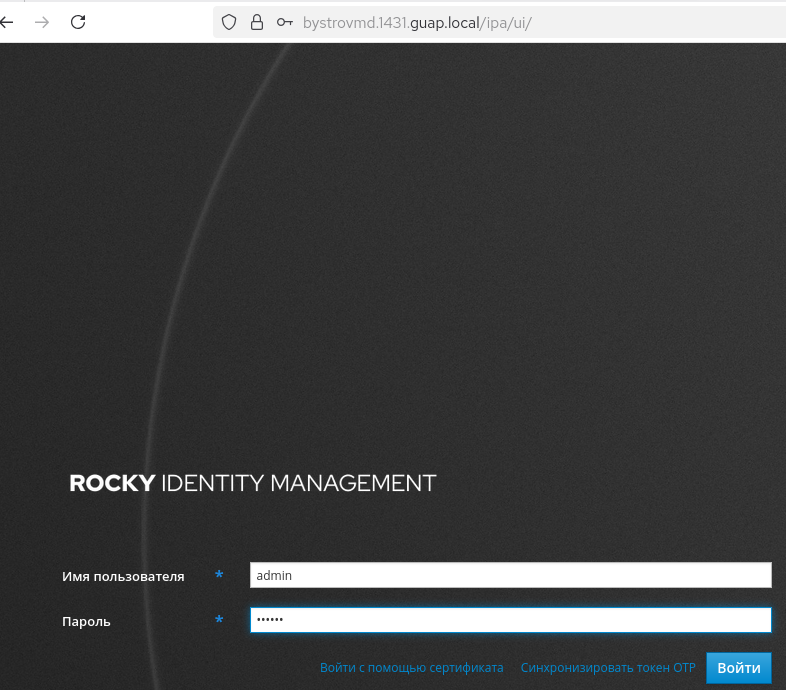 bystrovmd.1431.guap.local/ipa/ui/
ROCKY IDENTITY MANAGEMENT
Имя пользователя * admin
Пароль * ••••••
Войти с помощью сертификата Синхронизировать токен OTP Войти